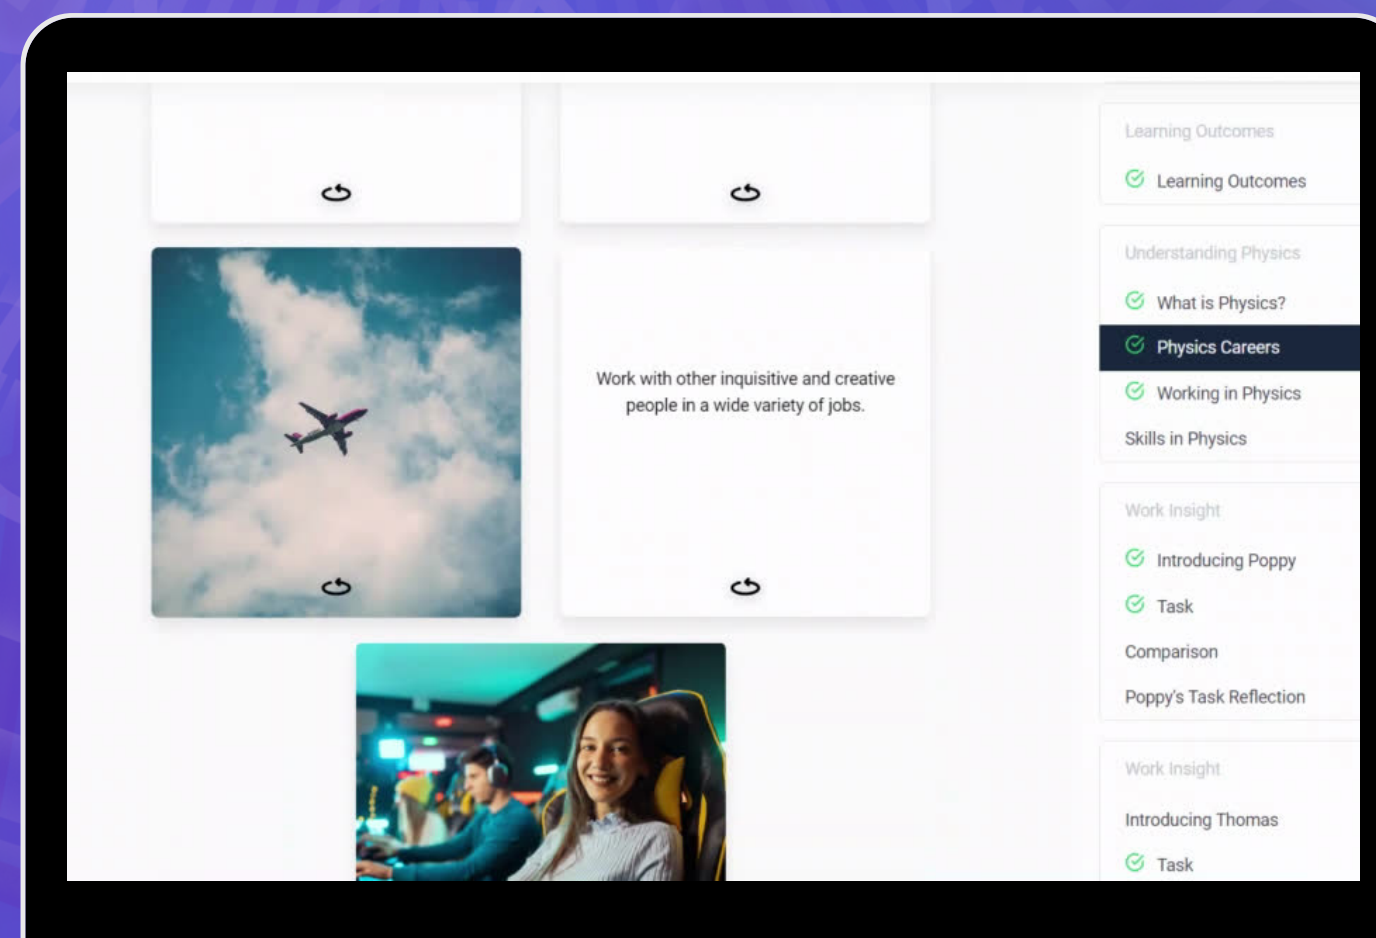 Work with other inquisitive and creative
people in a wide variety of jobs.
Learning Outcomes
Learning Outcomes
Understanding Physics
What is Physics?
Physics Careers
Working in Physics
Skills in Physics
Work Insight
Introducing Poppy
Task
Comparison
Poppy's Task Reflection
Work Insight
Introducing Thomas
Task